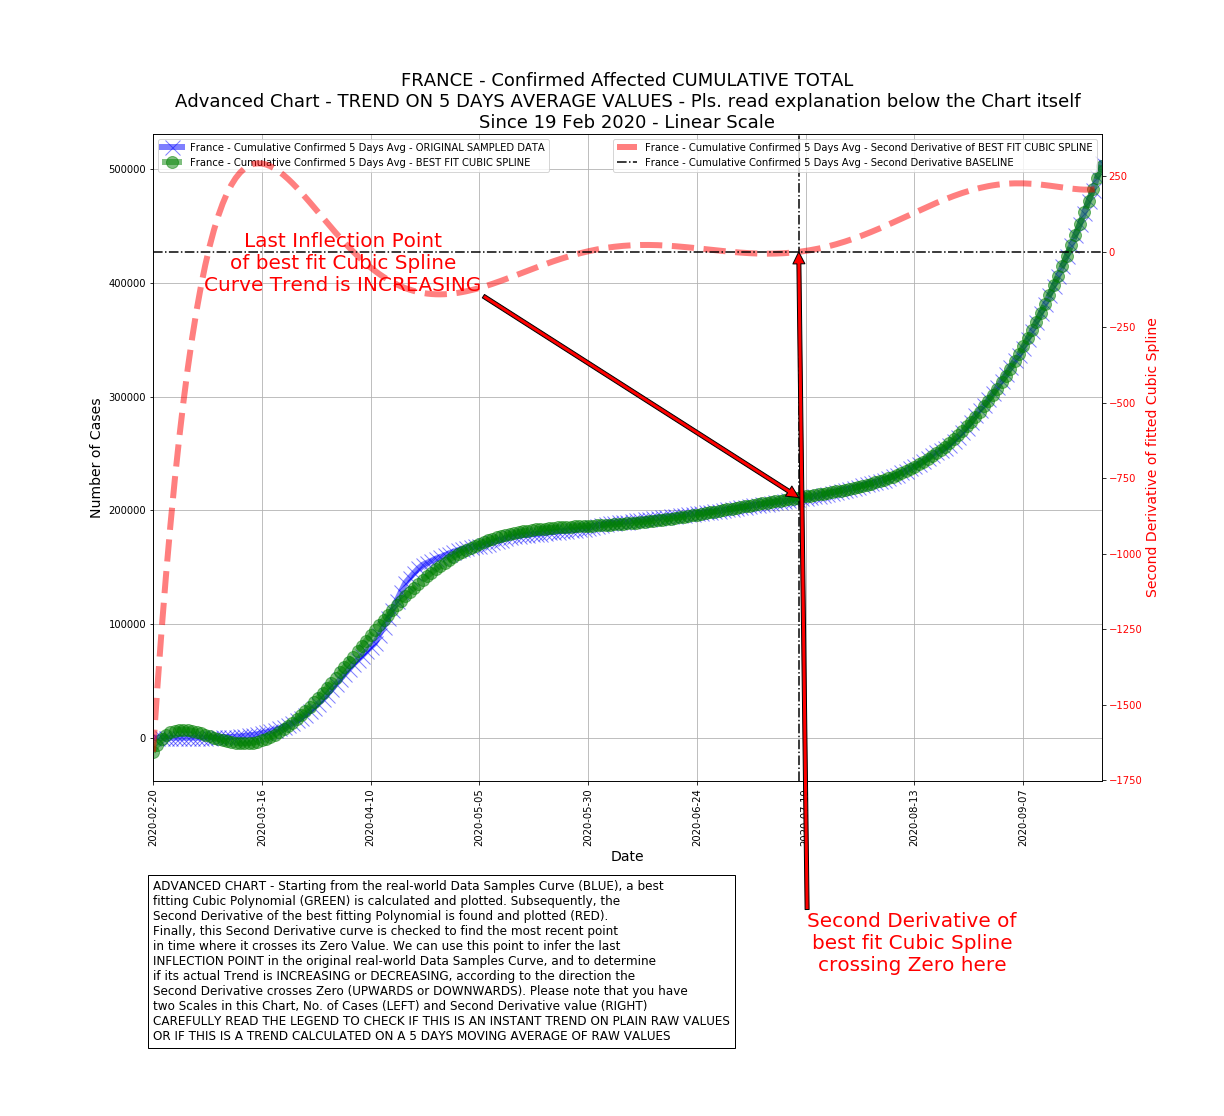 FRANCE - Confirmed Affected CUMULATIVE TOTAL
Advanced Chart - TREND ON 5 DAYS AVERAGE VALUES - Pls. read explanation below the Chart itself
Since 19 Feb 2020 - Linear Scale
France - Cumulative Confirmed 5 Days Avg - ORIGINAL SAMPLED DATA
France - Cumulative Confirmed 5 Days Avg - BEST FIT CUBIC SPLINE
France - Cumulative Confirmed 5 Days Avg - Second Derivative of BEST FIT CUBIC SPLINE
France - Cumulative Confirmed 5 Days Avg - Second Derivative BASELINE
Last Inflection Point
of best fit Cubic Spline
Curve Trend is INCREASING
Number of Cases
500000
400000
300000
200000
100000
0
250
0
−250
−500
−750
−1000
−1250
−1500
−1750
Second Derivative of fitted Cubic Spline
2020-02-20
2020-03-16
2020-04-10
2020-05-05
2020-05-30
2020-06-24
2020-07-19
2020-08-13
2020-09-07
Date
ADVANCED CHART - Starting from the real-world Data Samples Curve (BLUE), a best
fitting Cubic Polynomial (GREEN) is calculated and plotted. Subsequently, the
Second Derivative of the best fitting Polynomial is found and plotted (RED).
Finally, this Second Derivative curve is checked to find the most recent point
in time where it crosses its Zero Value. We can use this point to infer the last
INFLECTION POINT in the original real-world Data Samples Curve, and to determine
if its actual Trend is INCREASING or DECREASING, according to the direction the
Second Derivative crosses Zero (UPWARDS or DOWNWARDS). Please note that you have
two Scales in this Chart, No. of Cases (LEFT) and Second Derivative value (RIGHT)
CAREFULLY READ THE LEGEND TO CHECK IF THIS IS AN INSTANT TREND ON PLAIN RAW VALUES
OR IF THIS IS A TREND CALCULATED ON A 5 DAYS MOVING AVERAGE OF RAW VALUES
Second Derivative of
best fit Cubic Spline
crossing Zero here